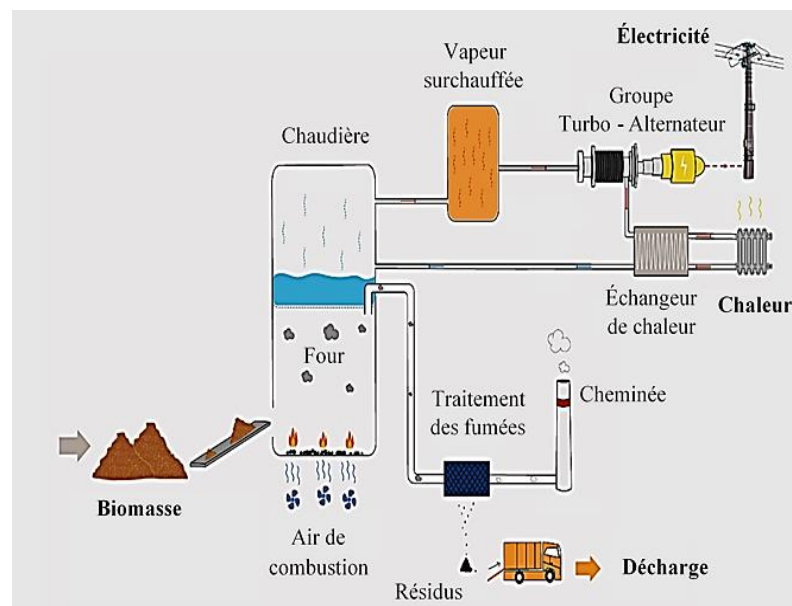 Électricité
Vapeur
surchauffée
Groupe
Turbo - Alternateur
Chaudière
Échangeur
de chaleur
Chaleur
Four
Traitement
des fumées
Cheminée
Biomasse
Air de
combustion
Résidus
Décharge